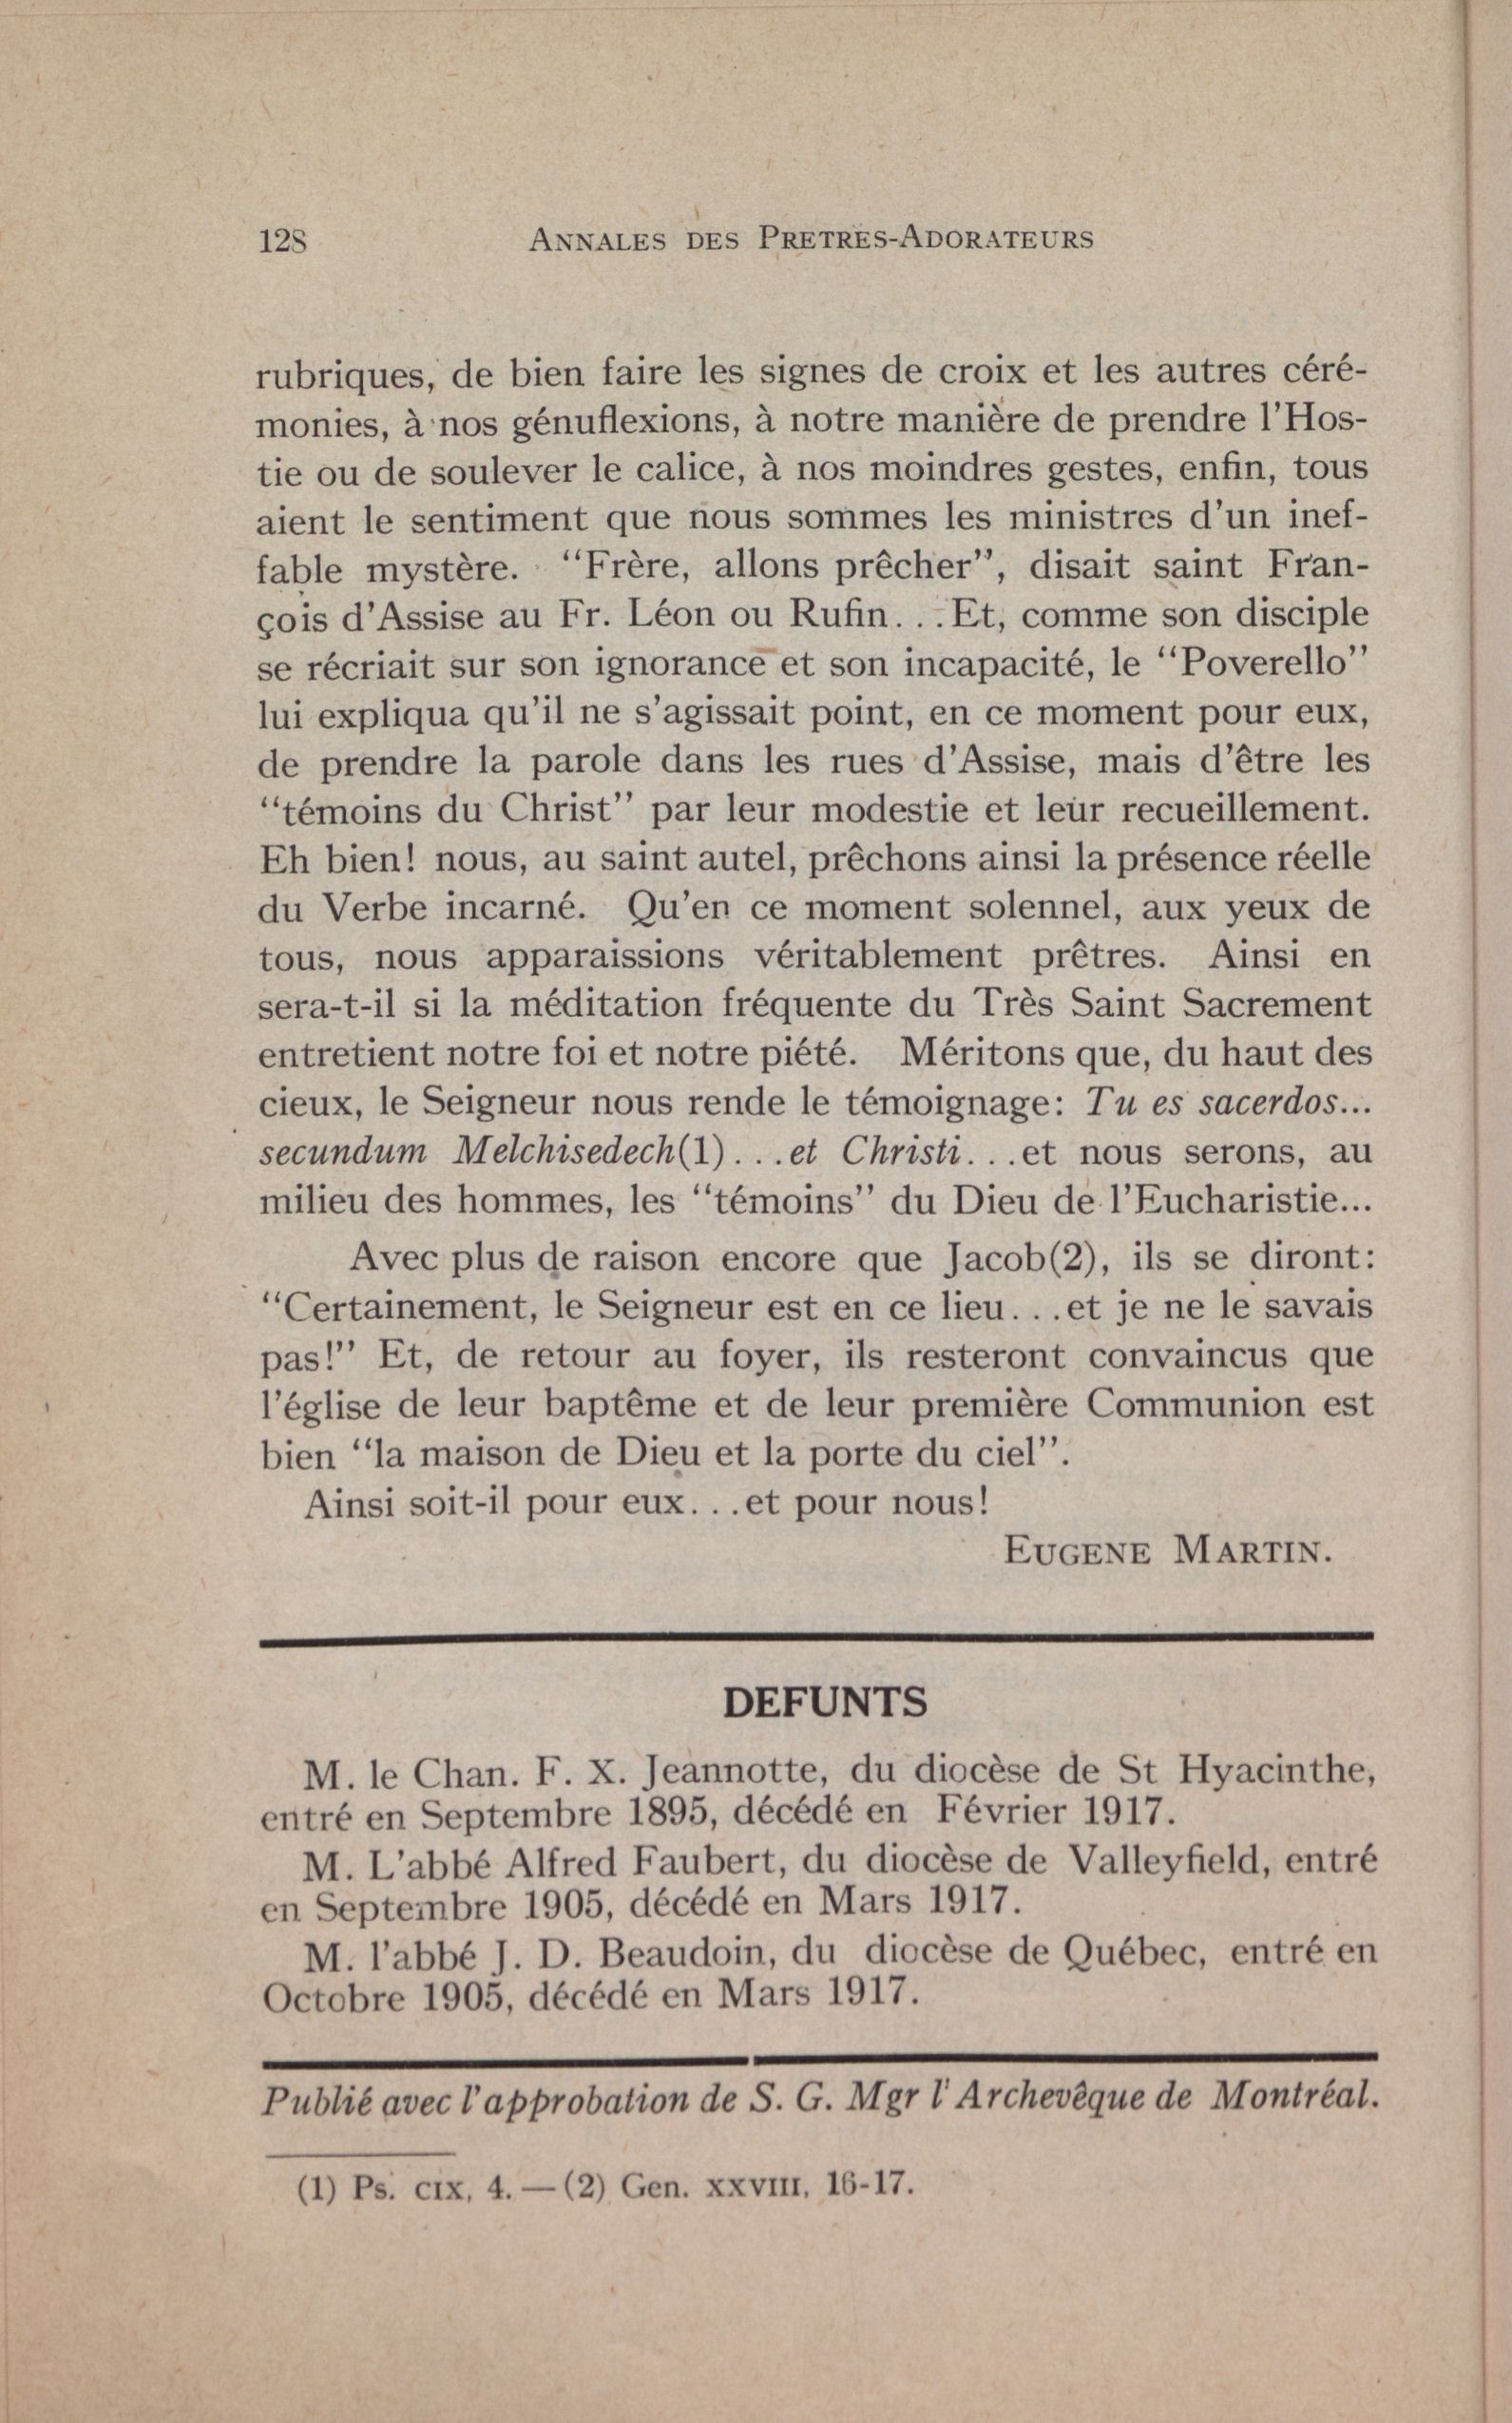 128 ANNALES DES PRETRES-ADORATEURS
rubriques, de bien faire les signes de croix et les autres céré-
monies, à nos génuflexions, à notre manière de prendre l'Hos-
tie ou de soulever le calice, à nos moindres gestes, enfin, tous
aient le sentiment que nous sommes les ministres d'un inef-
fable mystère. "Frère, allons prêcher", disait saint Fran-
çois d'Assise au Fr. Léon ou Rufin...Et, comme son disciple
se récriait sur son ignorance et son incapacité, le "Poverello"
lui expliqua qu'il ne s'agissait point, en ce moment pour eux,
de prendre la parole dans les rues d'Assise, mais d'être les
"témoins du Christ" par leur modestie et leur recueillement.
Eh bien! nous, au saint autel, prêchons ainsi la présence réelle
du Verbe incarné. Qu'en ce moment solennel, aux yeux de
tous, nous apparaissions véritablement prêtres. Ainsi en
sera-t-il si la méditation fréquente du Très Saint Sacrement
entretient notre foi et notre piété. Méritons que, du haut des
cieux, le Seigneur nous rende le témoignage: Tu es sacerdos...
secundum Melchisedech(1)...et Christi...et nous serons, au
milieu des hommes, les "témoins" du Dieu de l'Eucharistie...
Avec plus de raison encore que Jacob(2), ils se diront:
"Certainement, le Seigneur est en ce lieu...et je ne le savais
pas!" Et, de retour au foyer, ils resteront convaincus que
l'église de leur baptême et de leur première Communion est
bien "la maison de Dieu et la porte du ciel".
Ainsi soit-il pour eux...et pour nous!
EUGENE MARTIN.
DEFUNTS
M. le Chan. F. X. Jeannotte, du diocèse de St Hyacinthe,
entré en Septembre 1895, décédé en Février 1917.
M. L'abbé Alfred Faubert, du diocèse de Valleyfield, entré
en Septembre 1905, décédé en Mars 1917.
M. l'abbé J. D. Beaudoin, du diocèse de Québec, entré en
Octobre 1905, décédé en Mars 1917.
Publié avec l'approbation de S. G. Mgr l'Archevêque de Montréal.
(1) Ps. CIX, 4. — (2) Gen. XXVIII, 16-17.